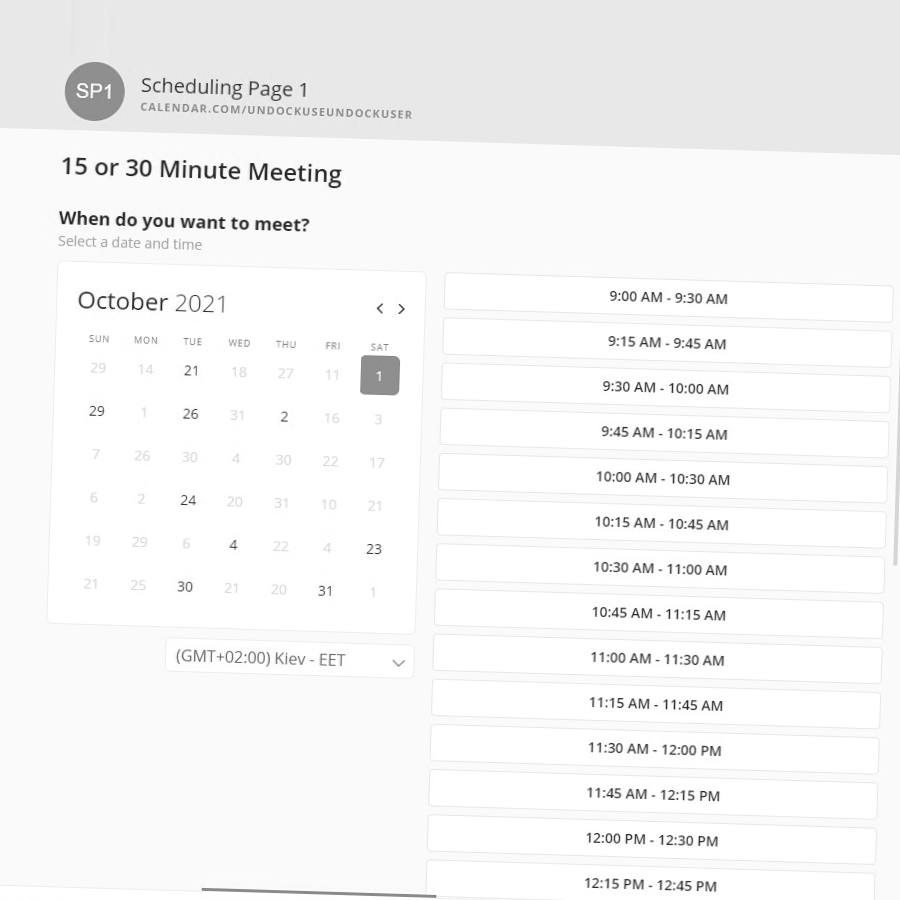 SP1
Scheduling Page 1
CALENDAR.COM/UNDOCKUSEUNDOCKUSER
15 or 30 Minute Meeting
When do you want to meet?
Select a date and time
October 2021
SUN MON TUE WED THU FRI SAT
29 14 21 18 27 11 1
29 1 26 31 2 16 3
7 26 30 4 30 22 17
6 2 24 20 31 10 21
19 29 6 4 22 4 23
21 25 30 21 20 31 1
(GMT+02:00) Kiev - EET
9:00 AM - 9:30 AM
9:15 AM - 9:45 AM
9:30 AM - 10:00 AM
9:45 AM - 10:15 AM
10:00 AM - 10:30 AM
10:15 AM - 10:45 AM
10:30 AM - 11:00 AM
10:45 AM - 11:15 AM
11:00 AM - 11:30 AM
11:15 AM - 11:45 AM
11:30 AM - 12:00 PM
11:45 AM - 12:15 PM
12:00 PM - 12:30 PM
12:15 PM - 12:45 PM